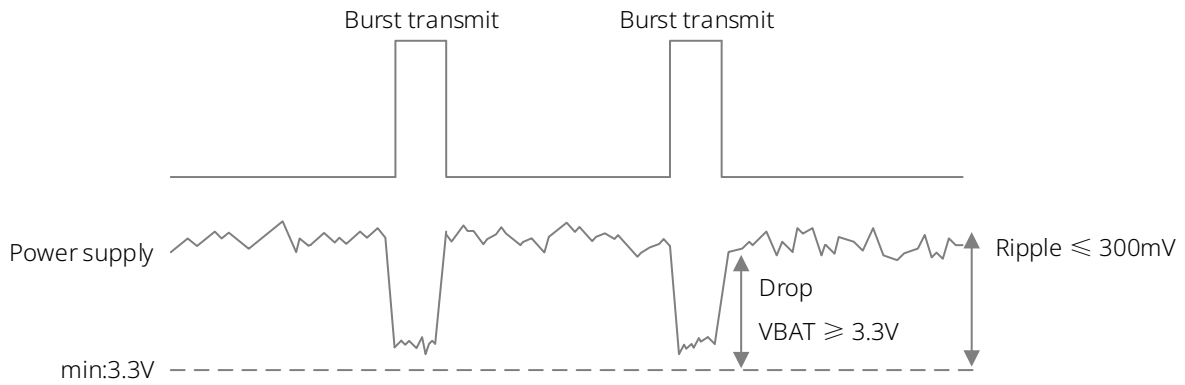 Burst transmit Burst transmit
Power supply
Ripple ≤ 300mV
Drop
VBAT ≥ 3.3V
min:3.3V